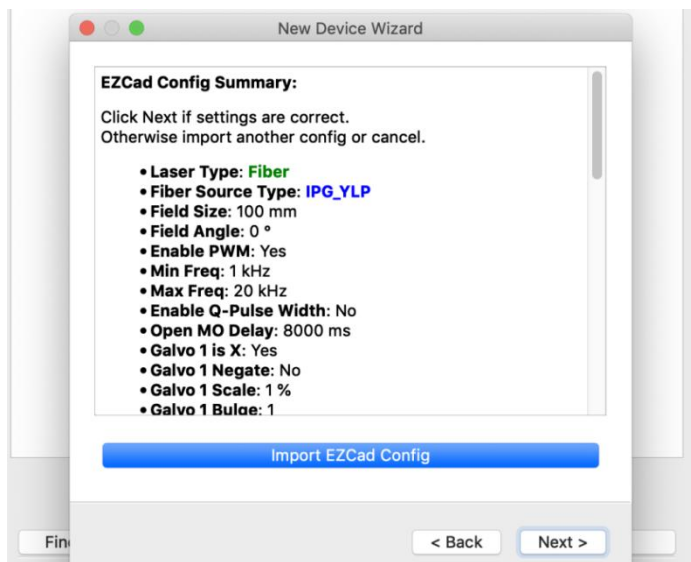 New Device Wizard
EZCad Config Summary:
Click Next if settings are correct.
Otherwise import another config or cancel.
• Laser Type: Fiber
• Fiber Source Type: IPG_YLP
• Field Size: 100 mm
• Field Angle: 0 °
• Enable PWM: Yes
• Min Freq: 1 kHz
• Max Freq: 20 kHz
• Enable Q-Pulse Width: No
• Open MO Delay: 8000 ms
• Galvo 1 is X: Yes
• Galvo 1 Negate: No
• Galvo 1 Scale: 1 %
• Galvo 1 Bulge: 1
Import EZCad Config
< Back
Next >